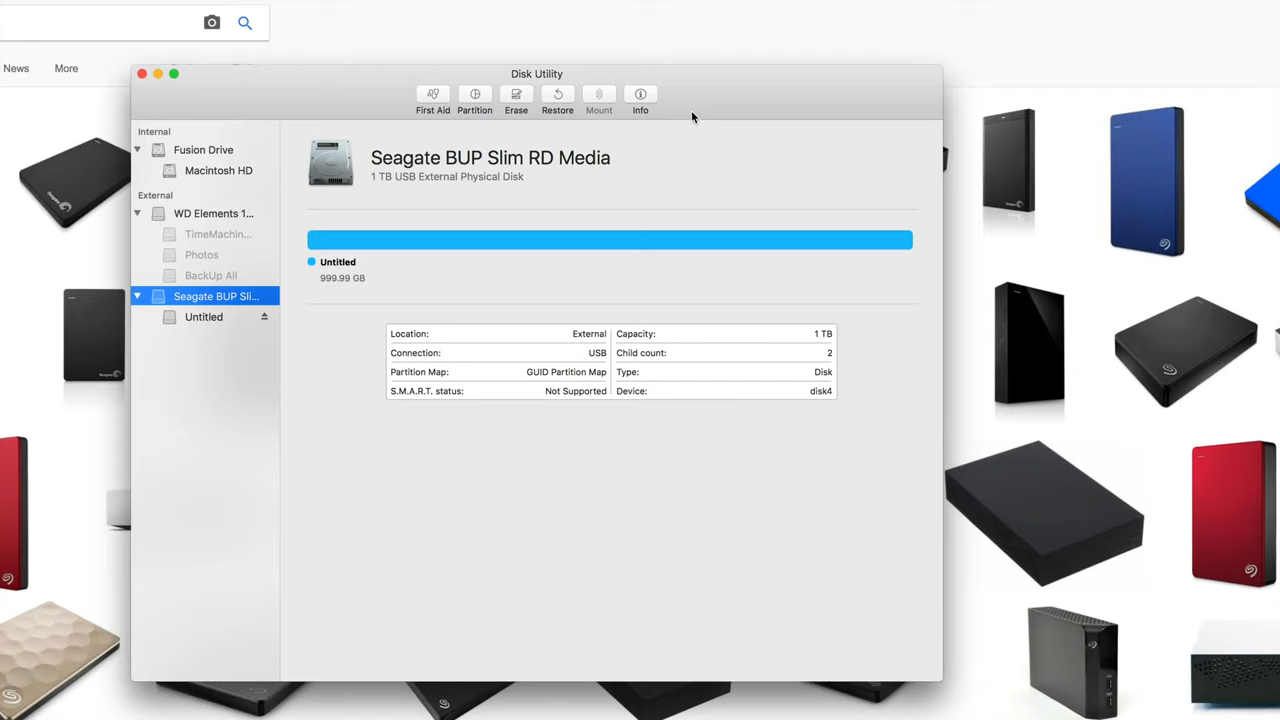 News More
Disk Utility
First Aid Partition Erase Restore Mount Info
Internal
Fusion Drive
Macintosh HD
External
WD Elements 1...
TimeMachin...
Photos
BackUp All
Seagate BUP Sli...
Untitled
Seagate BUP Slim RD Media
1 TB USB External Physical Disk
Untitled
999.99 GB
Location: External Capacity: 1 TB
Connection: USB Child count: 2
Partition Map: GUID Partition Map Type: Disk
S.M.A.R.T. status: Not Supported Device: disk4